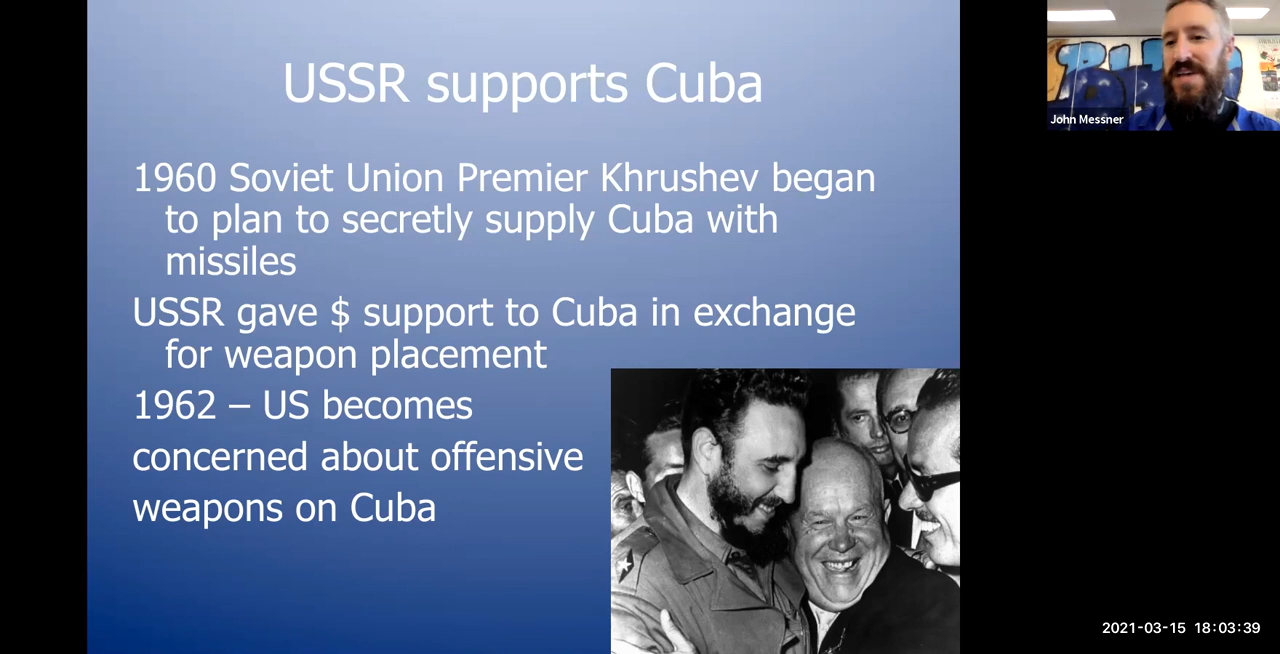 USSR supports Cuba
1960 Soviet Union Premier Khrushev began
to plan to secretly supply Cuba with
missiles
USSR gave $ support to Cuba in exchange
for weapon placement
1962 – US becomes
concerned about offensive
weapons on Cuba
John Messner
2021-03-15 18:03:39